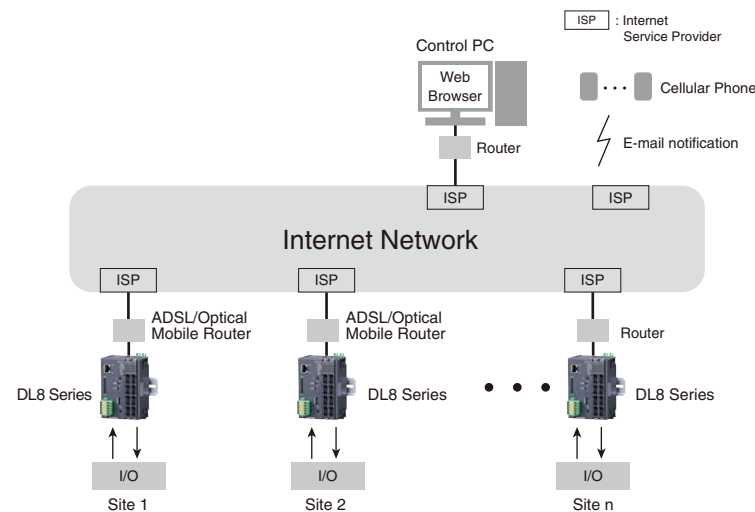 ISP : Internet
Service Provider
Control PC
Web
Browser
Cellular Phone
Router
E-mail notification
ISP
ISP
Internet Network
ISP
ISP
ISP
ADSL/Optical
Mobile Router
ADSL/Optical
Mobile Router
Router
DL8 Series
DL8 Series
DL8 Series
I/O
I/O
I/O
Site 1
Site 2
Site n